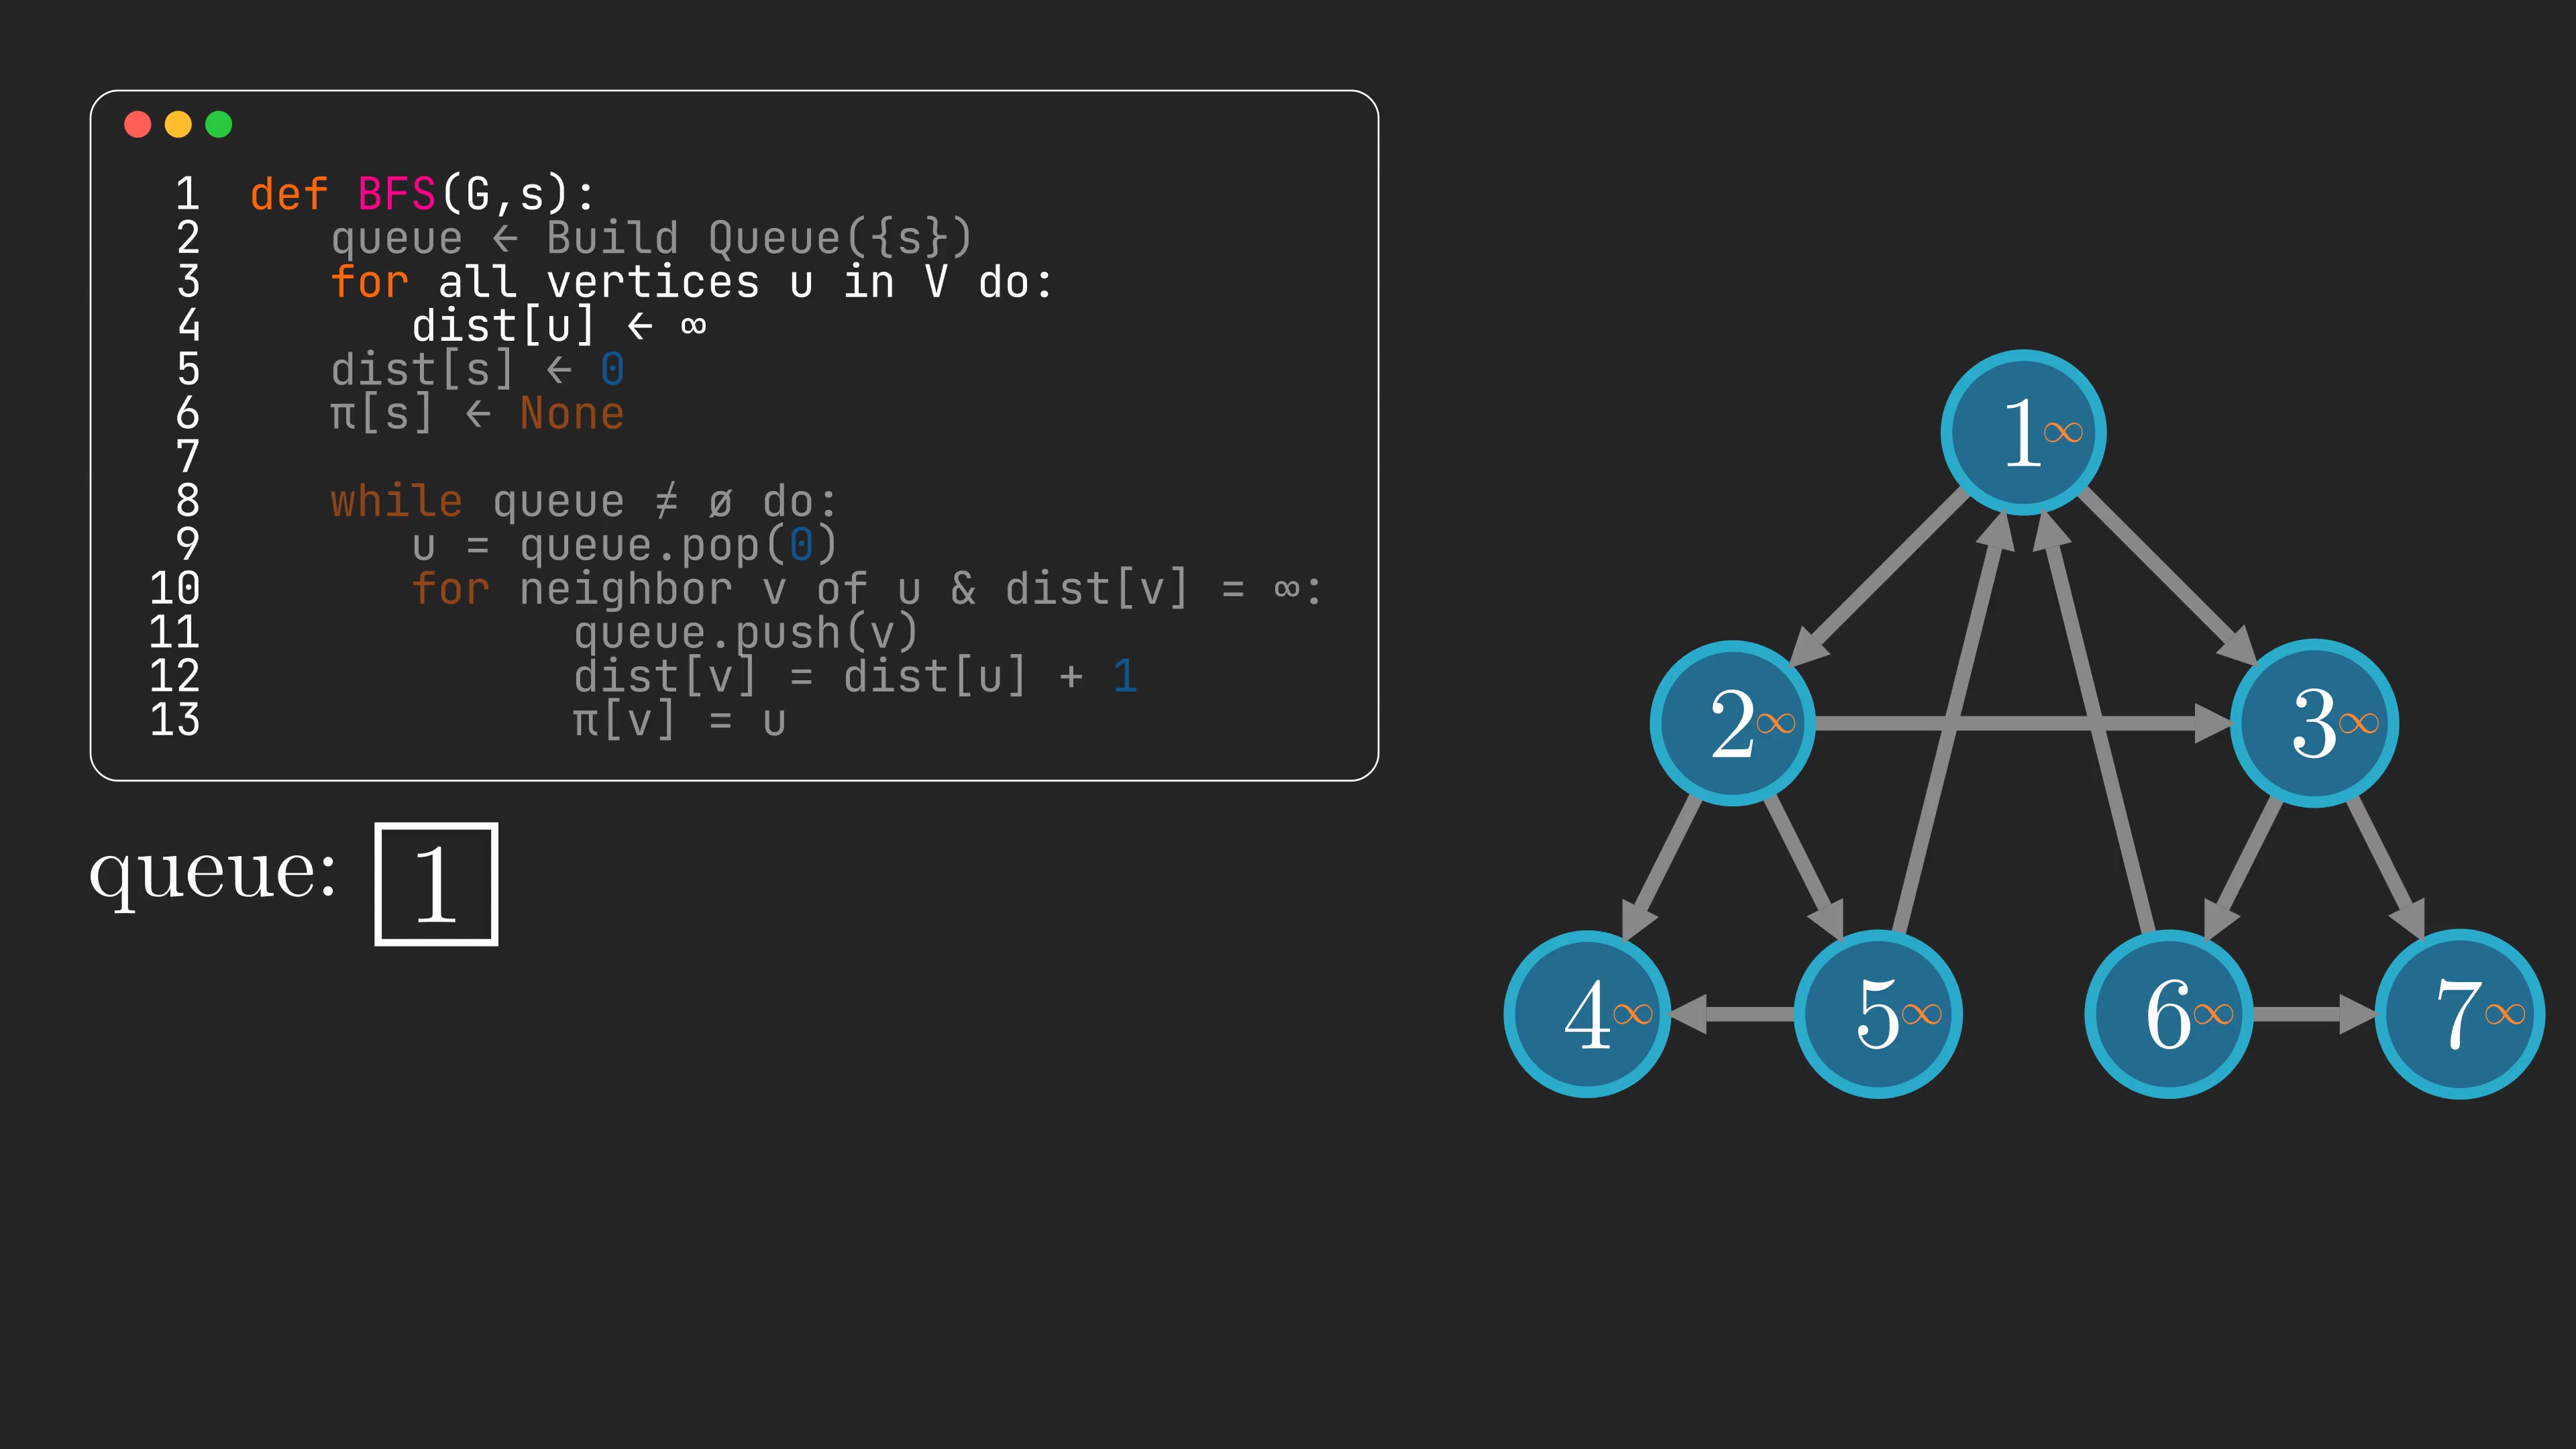 1 def BFS(G,s):
2 queue ← Build Queue({s})
3 for all vertices u in V do:
4 dist[u] ← ∞
5 dist[s] ← 0
6 π[s] ← None
7
8 while queue ≠ ø do:
9 u = queue.pop(0)
10 for neighbor v of u & dist[v] = ∞:
11 queue.push(v)
12 dist[v] = dist[u] + 1
13 π[v] = u
queue: 1
1∞
2∞ 3∞
4∞ 5∞ 6∞ 7∞